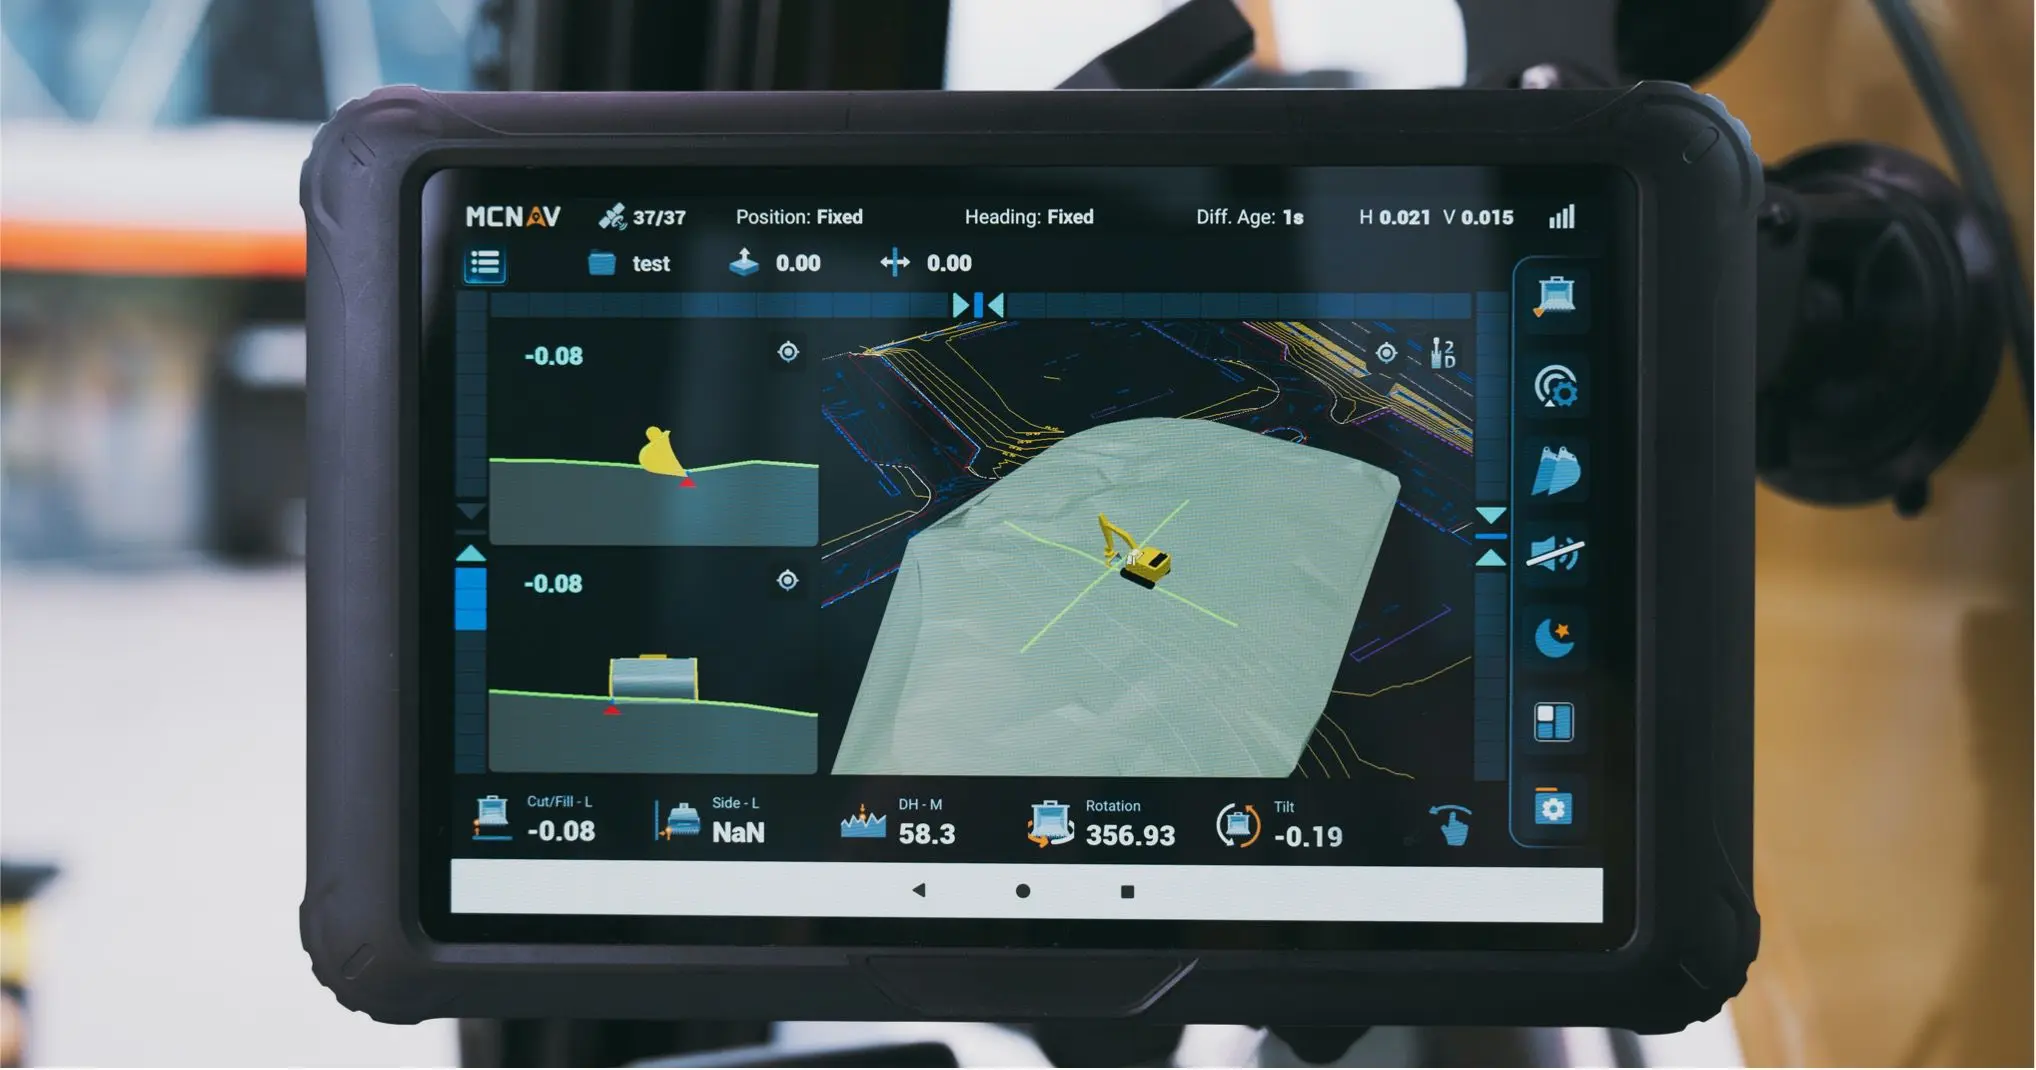 MCNAV 37/37 Position: Fixed Heading: Fixed Diff. Age: 1s H 0.021 V 0.015
test 0.00 0.00
-0.08
2D
-0.08
Cut/Fill - L Side - L DH - M Rotation Tilt
-0.08 NaN 58.3 356.93 -0.19